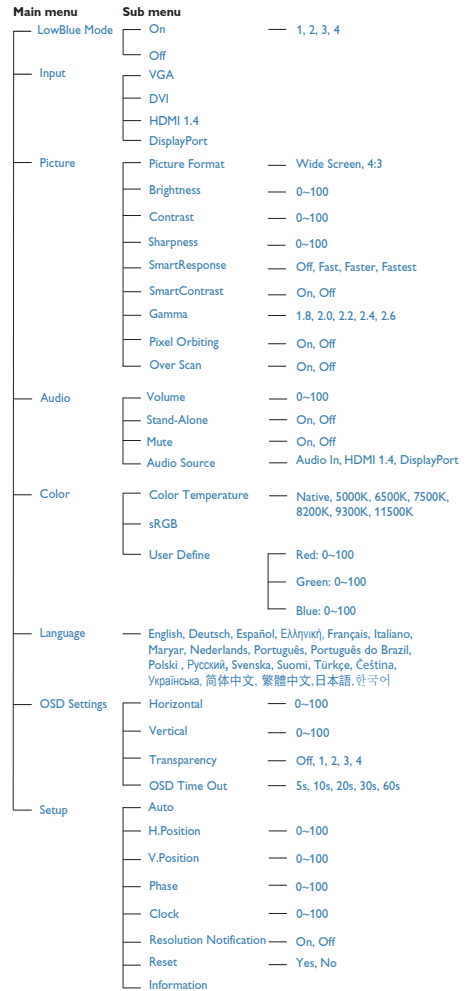 Main menu Sub menu
LowBlue Mode On 1, 2, 3, 4
Off
Input VGA
DVI
HDMI 1.4
DisplayPort
Picture Picture Format Wide Screen, 4:3
Brightness 0~100
Contrast 0~100
Sharpness 0~100
SmartResponse Off, Fast, Faster, Fastest
SmartContrast On, Off
Gamma 1.8, 2.0, 2.2, 2.4, 2.6
Pixel Orbiting On, Off
Over Scan On, Off
Audio Volume 0~100
Stand-Alone On, Off
Mute On, Off
Audio Source Audio In, HDMI 1.4, DisplayPort
Color Color Temperature Native, 5000K, 6500K, 7500K,
8200K, 9300K, 11500K
sRGB
User Define Red: 0~100
Green: 0~100
Blue: 0~100
Language English, Deutsch, Español, Ελληνική, Français, Italiano,
Maryar, Nederlands, Português, Português do Brazil,
Polski , Русский, Svenska, Suomi, Türkçe, Čeština,
Українська, 简体中文, 繁體中文,日本語,한국어
OSD Settings Horizontal 0~100
Vertical 0~100
Transparency Off, 1, 2, 3, 4
OSD Time Out 5s, 10s, 20s, 30s, 60s
Setup Auto
H.Position 0~100
V.Position 0~100
Phase 0~100
Clock 0~100
Resolution Notification On, Off
Reset Yes, No
Information